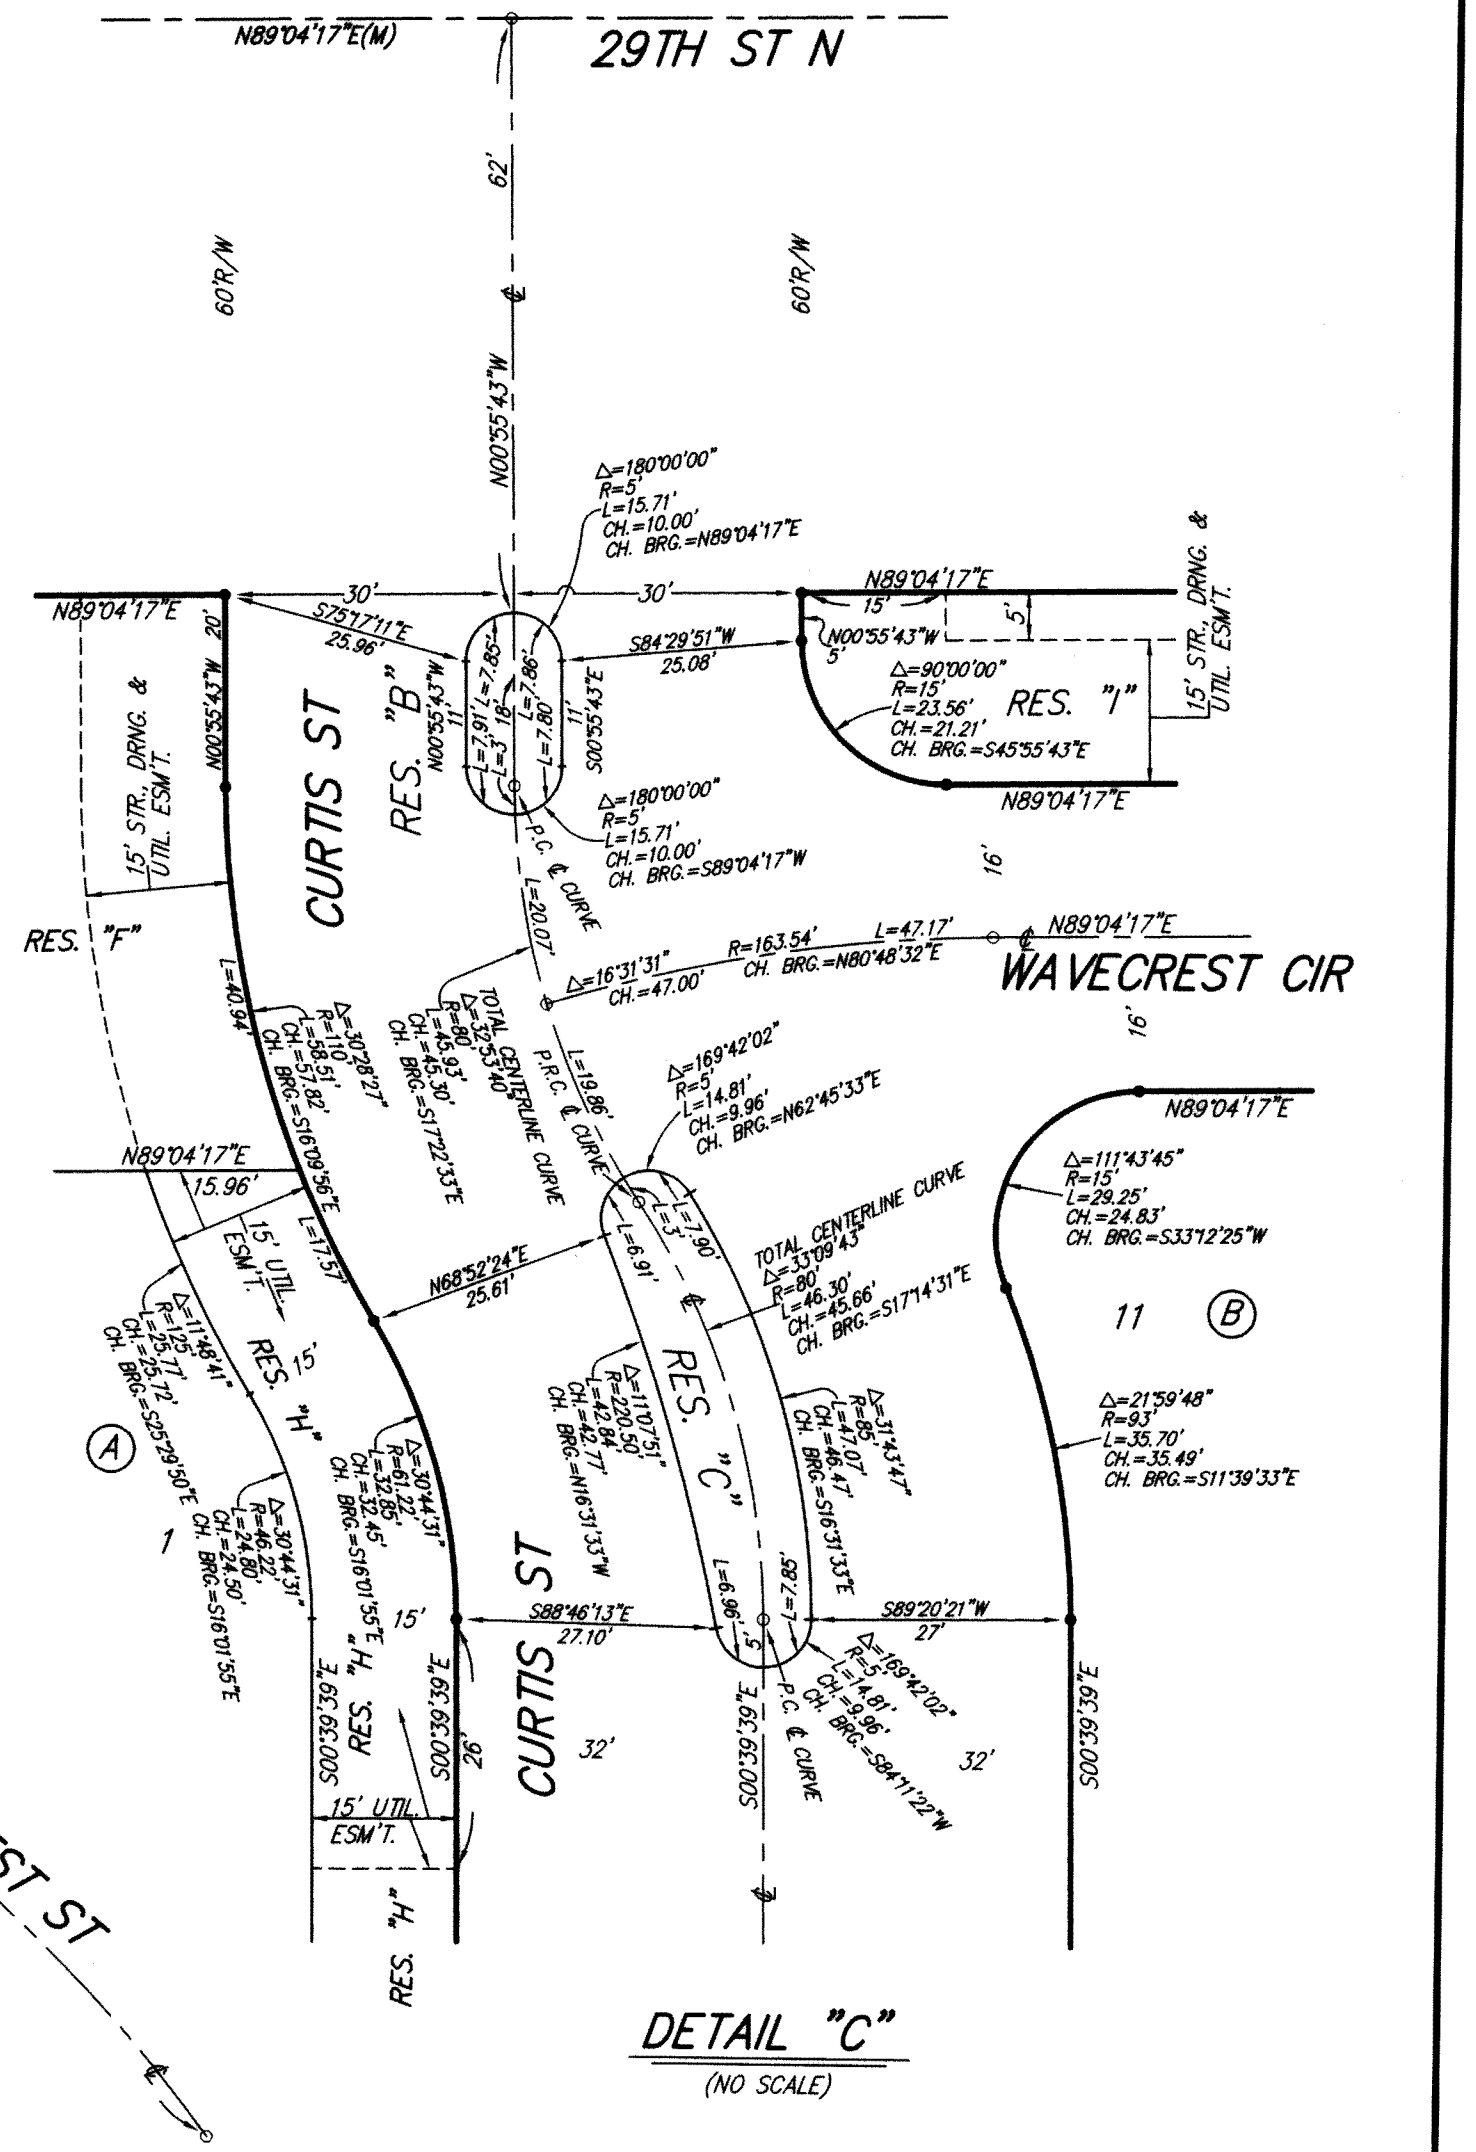 N89°04'17"E(M)
29TH ST N
62'
60'R/W
60'R/W
℄
N00°55'43"W
△=180°00'00"
R=5'
L=15.71'
CH.=10.00'
CH. BRG.=N89°04'17"E
N89°04'17"E
30'
30'
N89°04'17"E
15'
5'
15' STR., DRNG. &
UTIL. ESM'T.
S75°17'11"E
25.96'
S84°29'51"W
25.08'
N00°55'43"W
5'
N00°55'43"W 20'
15' STR., DRNG. &
UTIL. ESM'T.
CURTIS ST
RES. "B"
N00°55'43"W
11'
L=7.85'
L=7.91'
18'
L=3'
L=7.86'
L=7.80'
11'
S00°55'43"E
△=90°00'00"
R=15'
L=23.56'
CH.=21.21'
CH. BRG.=S45°55'43"E
RES. "I"
N89°04'17"E
△=180°00'00"
R=5'
L=15.71'
CH.=10.00'
CH. BRG.=S89°04'17"W
P.C. ℄ CURVE
16'
RES. "F"
L=20.07'
△=16°31'31"
CH.=47.00'
R=163.54'
L=47.17'
CH. BRG.=N80°48'32"E
℄
N89°04'17"E
WAVECREST CIR
16'
L=40.94'
△=30°28'27"
R=110'
L=58.51'
CH.=57.82'
CH. BRG.=S16°09'56"E
TOTAL CENTERLINE CURVE
△=32°53'40"
R=80'
L=45.93'
CH.=45.30'
CH. BRG.=S17°22'33"E
L=19.86'
P.R.C. ℄ CURVE
△=169°42'02"
R=5'
L=14.81'
CH.=9.96'
CH. BRG.=N62°45'33"E
N89°04'17"E
N89°04'17"E
15.96'
15' UTIL.
ESM'T.
L=17.57'
N68°52'24"E
25.61'
L=6.91'
L=3'
L=7.90'
℄
TOTAL CENTERLINE CURVE
△=33°09'43"
R=80'
L=46.30'
CH.=45.66'
CH. BRG.=S17°14'31"E
△=111°43'45"
R=15'
L=29.25'
CH.=24.83'
CH. BRG.=S33°12'25"W
11
B
△=11°48'41"
R=125'
L=25.77'
CH.=25.72'
CH. BRG.=S25°29'50"E
RES. "H"
15'
A
1
△=11°07'51"
R=220.50'
L=42.84'
CH.=42.77'
CH. BRG.=N16°31'33"W
RES. "C"
△=31°43'47"
R=85'
L=47.07'
CH.=46.47'
CH. BRG.=S16°31'33"E
△=21°59'48"
R=93'
L=35.70'
CH.=35.49'
CH. BRG.=S11°39'33"E
△=30°44'31"
R=61.22'
L=32.85'
CH.=32.45'
CH. BRG.=S16°01'55"E
△=30°44'31"
R=46.22'
L=24.80'
CH.=24.50'
CH. BRG.=S16°01'55"E
15'
S88°46'13"E
27.10'
L=6.96'
5'
L=7.85'
S89°20'21"W
27'
△=169°42'02"
R=5'
L=14.81'
CH.=9.96'
CH. BRG.=S84°11'22"W
P.C. ℄ CURVE
S00°39'39"E
RES. "H"
S00°39'39"E
26'
CURTIS ST
32'
S00°39'39"E
32'
S00°39'39"E
15' UTIL.
ESM'T.
℄
RES. "H"
EST ST
℄
DETAIL "C"
(NO SCALE)